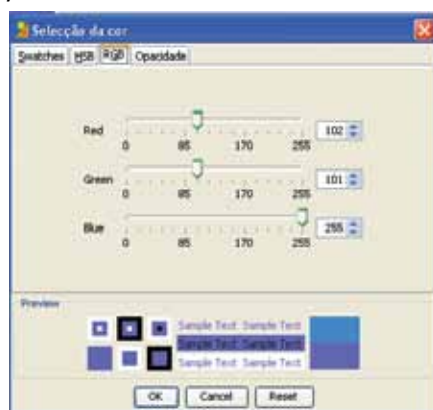 Selecção da cor
Swatches HSB RGB Opacidade
Red 102
0 85 170 255
Green 101
0 85 170 255
Blue 255
0 85 170 255
Preview
Sample Text Sample Text
Sample Text Sample Text
Sample Text Sample Text
OK Cancel Reset